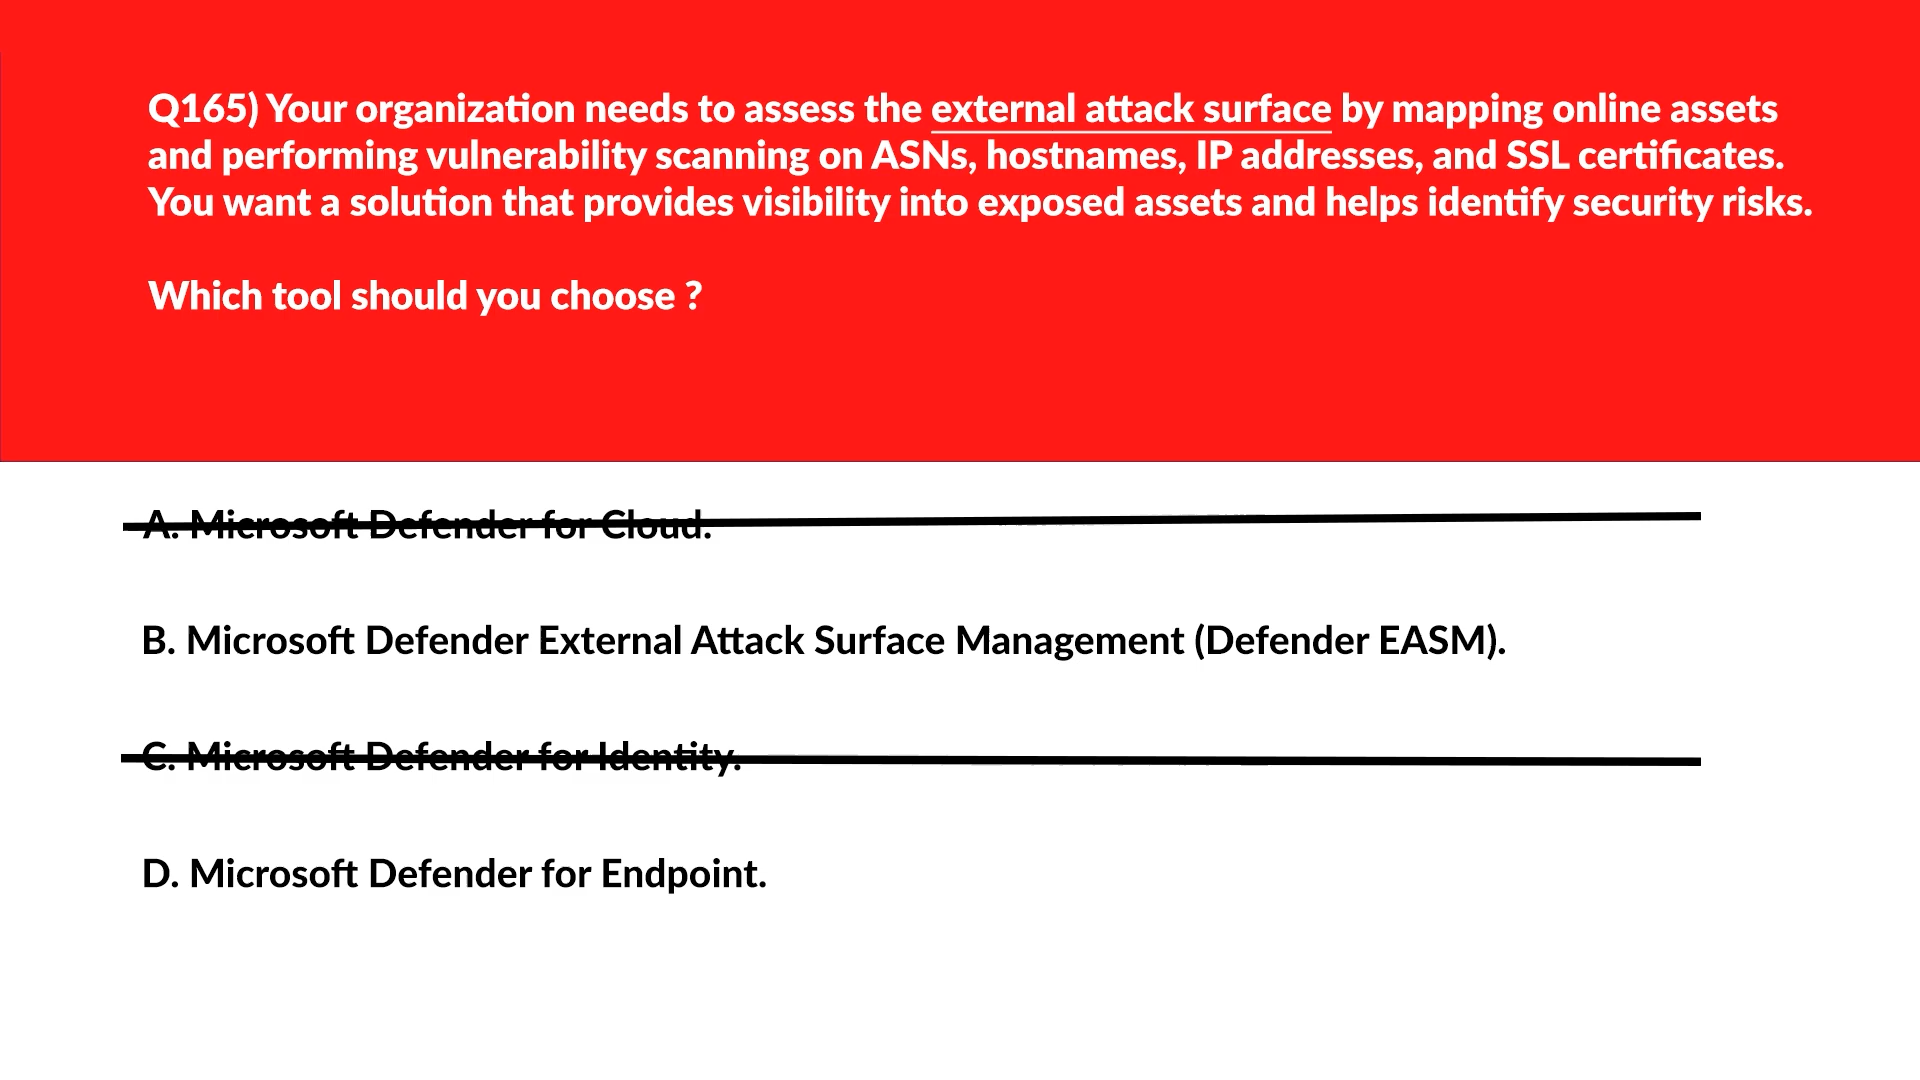 Q165) Your organization needs to assess the external attack surface by mapping online assets
and performing vulnerability scanning on ASNs, hostnames, IP addresses, and SSL certificates.
You want a solution that provides visibility into exposed assets and helps identify security risks.
Which tool should you choose ?
A. Microsoft Defender for Cloud.
B. Microsoft Defender External Attack Surface Management (Defender EASM).
C. Microsoft Defender for Identity.
D. Microsoft Defender for Endpoint.